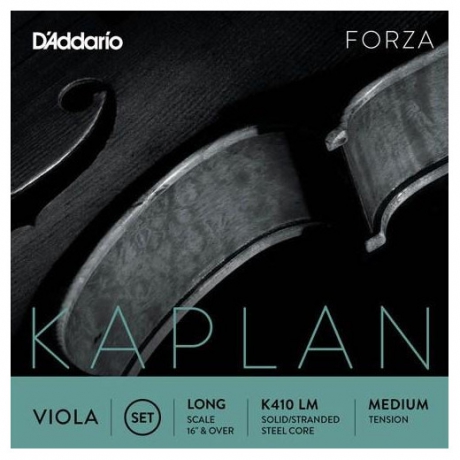 D'Addario
FORZA
KAPLAN
VIOLA
SET
LONG
SCALE
16" & OVER
K410 LM
SOLID/STRANDED
STEEL CORE
MEDIUM
TENSION